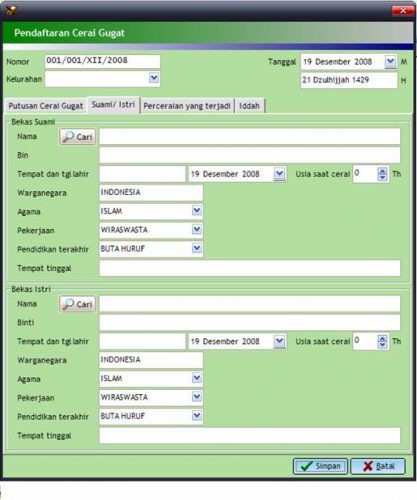 Pendaftaran Cerai Gugat
Nomor 001/001/XII/2008 Tanggal 19 Desember 2008 M
Kelurahan 21 Dzulhijjah 1429 H
Putusan Cerai Gugat Suami/ Istri Perceraian yang terjadi Iddah
Bekas Suami
Nama Cari
Bin
Tempat dan tgl lahir 19 Desember 2008 Usia saat cerai 0 Th
Warganegara INDONESIA
Agama ISLAM
Pekerjaan WIRASWASTA
Pendidikan terakhir BUTA HURUF
Tempat tinggal
Bekas Istri
Nama Cari
Binti
Tempat dan tgl lahir 19 Desember 2008 Usia saat cerai 0 Th
Warganegara INDONESIA
Agama ISLAM
Pekerjaan WIRASWASTA
Pendidikan terakhir BUTA HURUF
Tempat tinggal
Simpan Batal